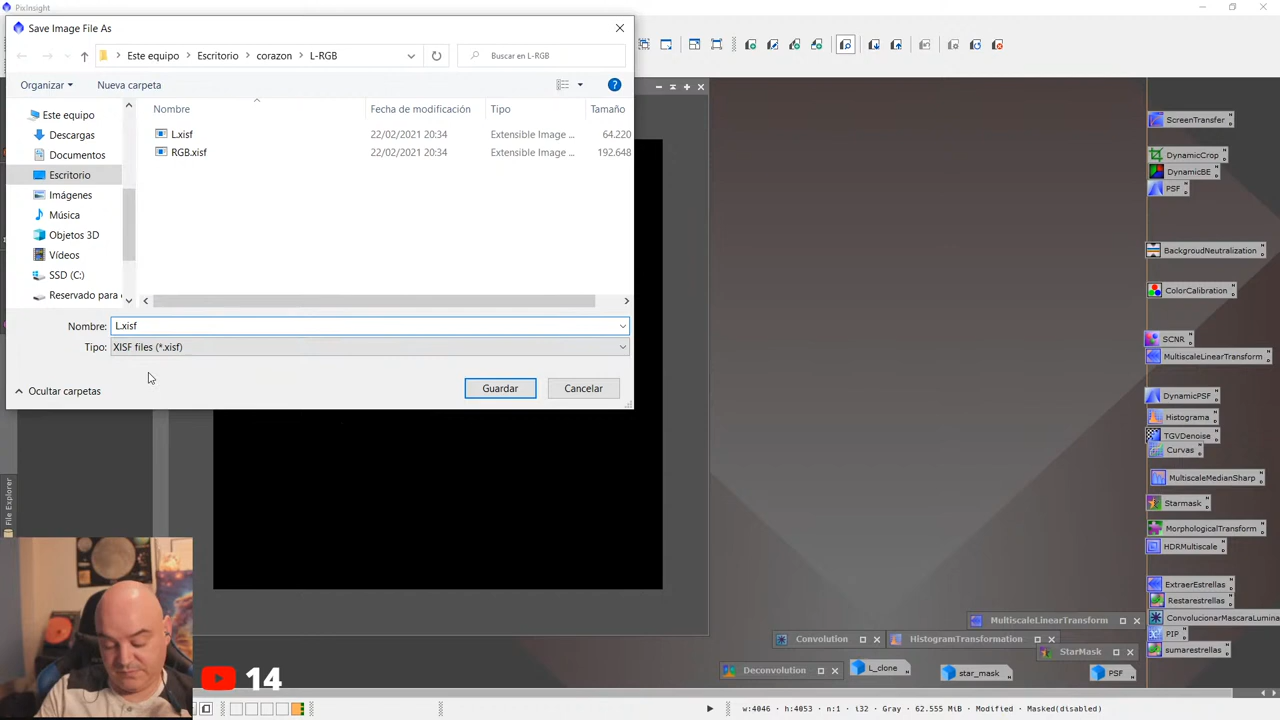 PixInsight
Save Image File As
Este equipo
Escritorio
corazon
L-RGB
Buscar en L-RGB
Organizar
Nueva carpeta
Nombre
Fecha de modificación
Tipo
Tamaño
Este equipo
Descargas
Documentos
Escritorio
Imágenes
Música
Objetos 3D
Vídeos
SSD (C:)
Reservado para
L.xisf
22/02/2021 20:34
Extensible Image ...
64.220
RGB.xisf
22/02/2021 20:34
Extensible Image ...
192.648
Nombre:
L.xisf
Tipo:
XISF files (*.xisf)
Ocultar carpetas
Guardar
Cancelar
File Explorer
ScreenTransfer
DynamicCrop
DynamicBE
PSF
BackgroudNeutralization
ColorCalibration
SCNR
MultiscaleLinearTransform
DynamicPSF
Histograma
TGVDenoise
Curvas
MultiscaleMedianSharp
Starmask
MorphologicalTransform
HDRMultiscale
ExtraerEstrellas
Restarestrellas
ConvolucionarMascaraLumina
PIP
sumarestrellas
MultiscaleLinearTransform
Convolution
HistogramTransformation
StarMask
Deconvolution
L_clone
star_mask
PSF
14
w:4046 · h:4053 · n:1 · i32 · Gray · 62.555 MiB · Modified · Masked(disabled)